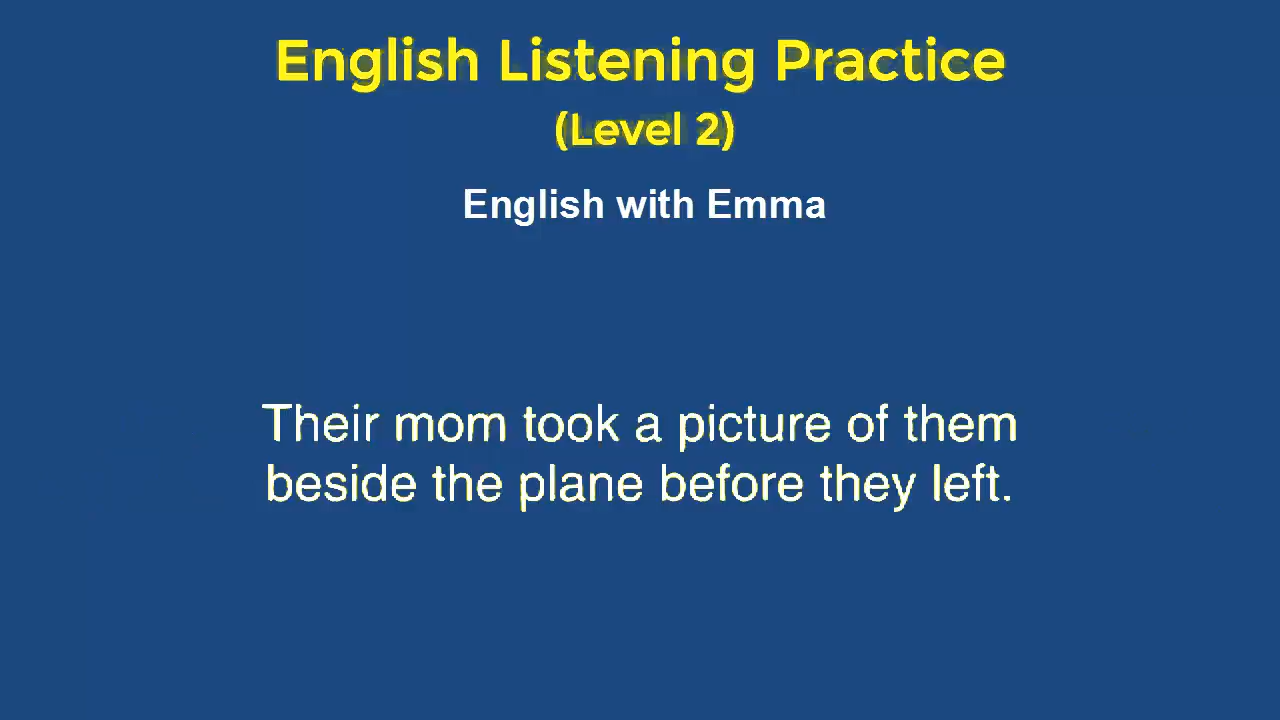 English Listening Practice
(Level 2)
English with Emma
Their mom took a picture of them
beside the plane before they left.